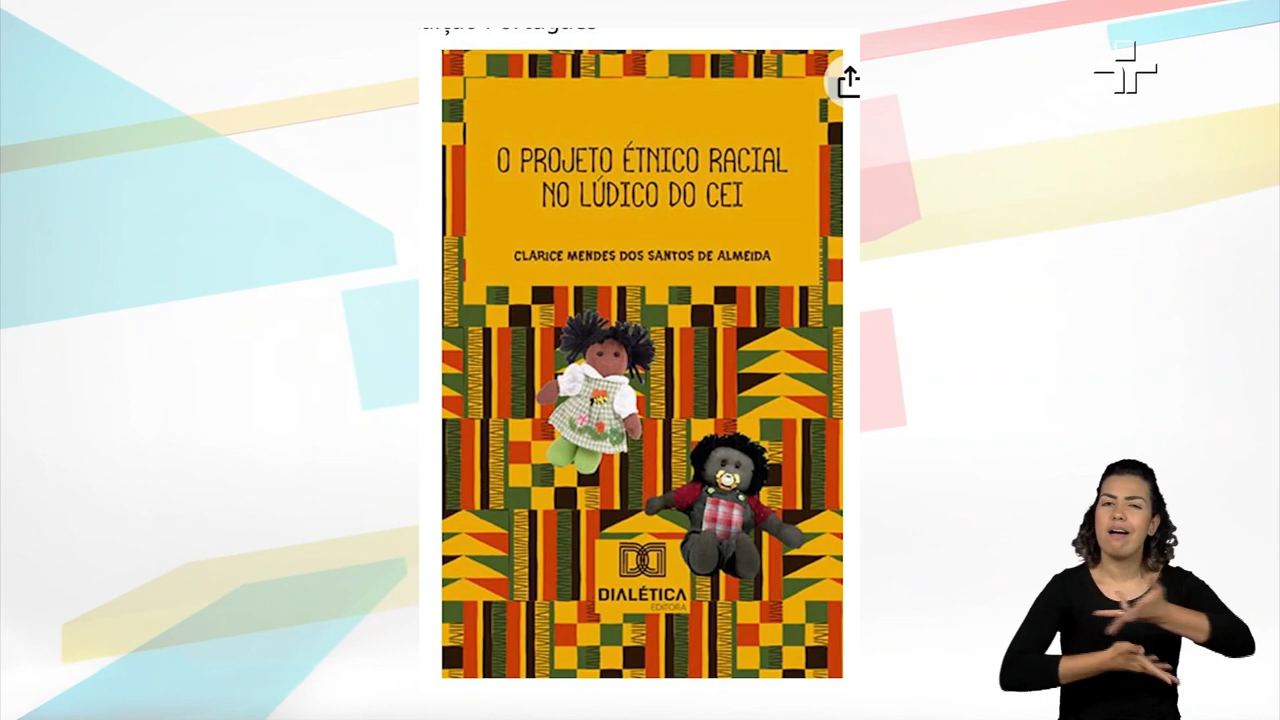 O PROJETO ÉTNICO RACIAL
NO LÚDICO DO CEI
CLARICE MENDES DOS SANTOS DE ALMEIDA
DIALÉTICA
EDITORA